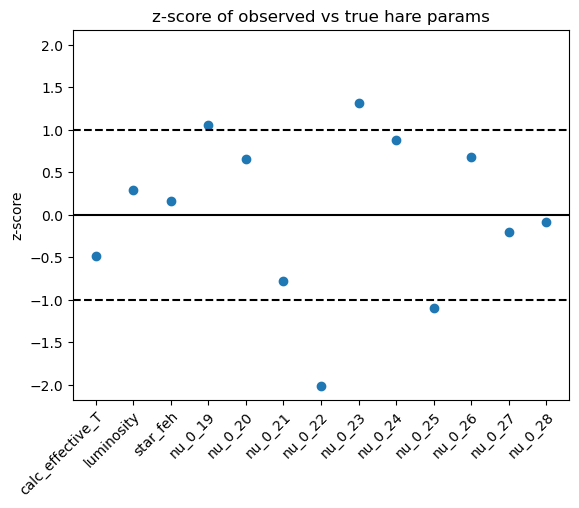 z-score of observed vs true hare params
z-score
2.0
1.5
1.0
0.5
0.0
−0.5
−1.0
−1.5
−2.0
calc_effective_T
luminosity
star_feh
nu_0_19
nu_0_20
nu_0_21
nu_0_22
nu_0_23
nu_0_24
nu_0_25
nu_0_26
nu_0_27
nu_0_28